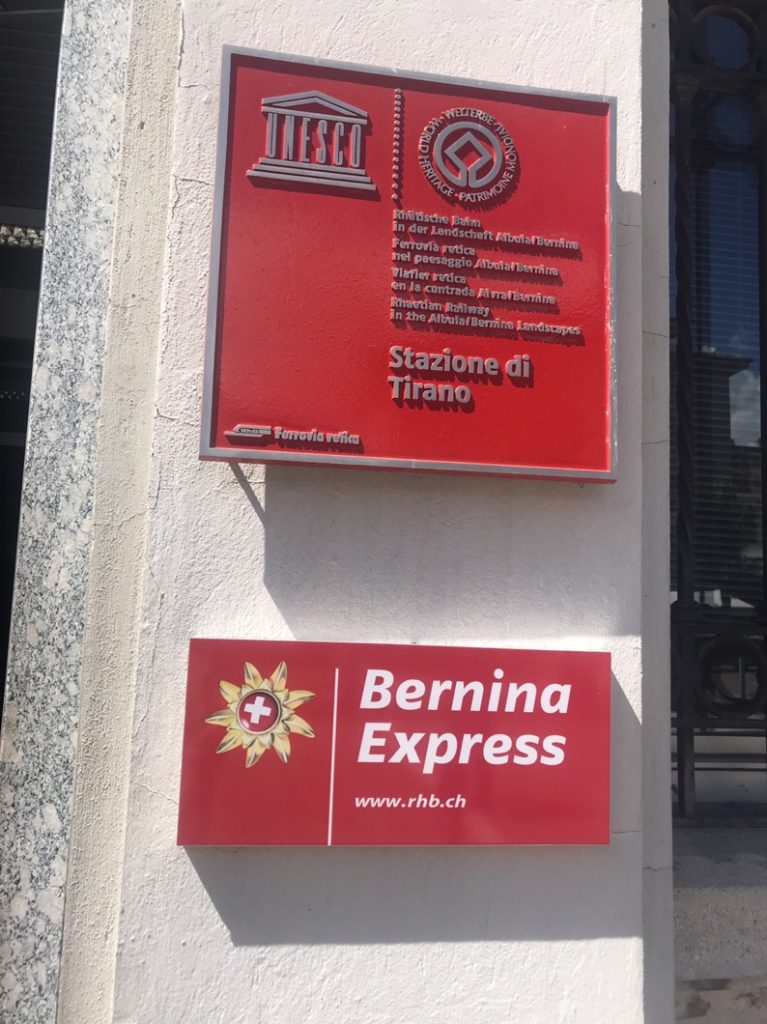 UNESCO
WORLD HERITAGE · PATRIMOINE MONDIAL · WELTERBE ·
Rhätische Bahn
in der Landschaft Albula/Bernina
Ferrovia retica
nel paesaggio Albula/Bernina
Viafier retica
en la cuntrada Alvra/Bernina
Rhaetian Railway
in the Albula/Bernina Landscapes
Stazione di
Tirano
Ferrovia retica
Bernina
Express
www.rhb.ch